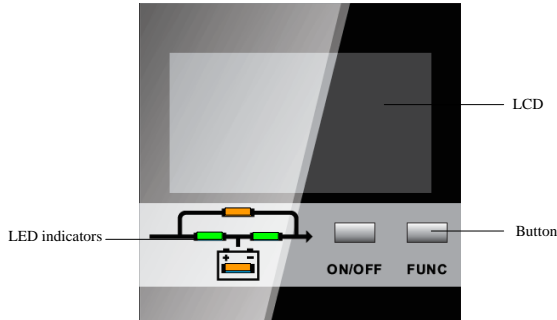 LCD
LED indicators
Button
+ -
ON/OFF FUNC